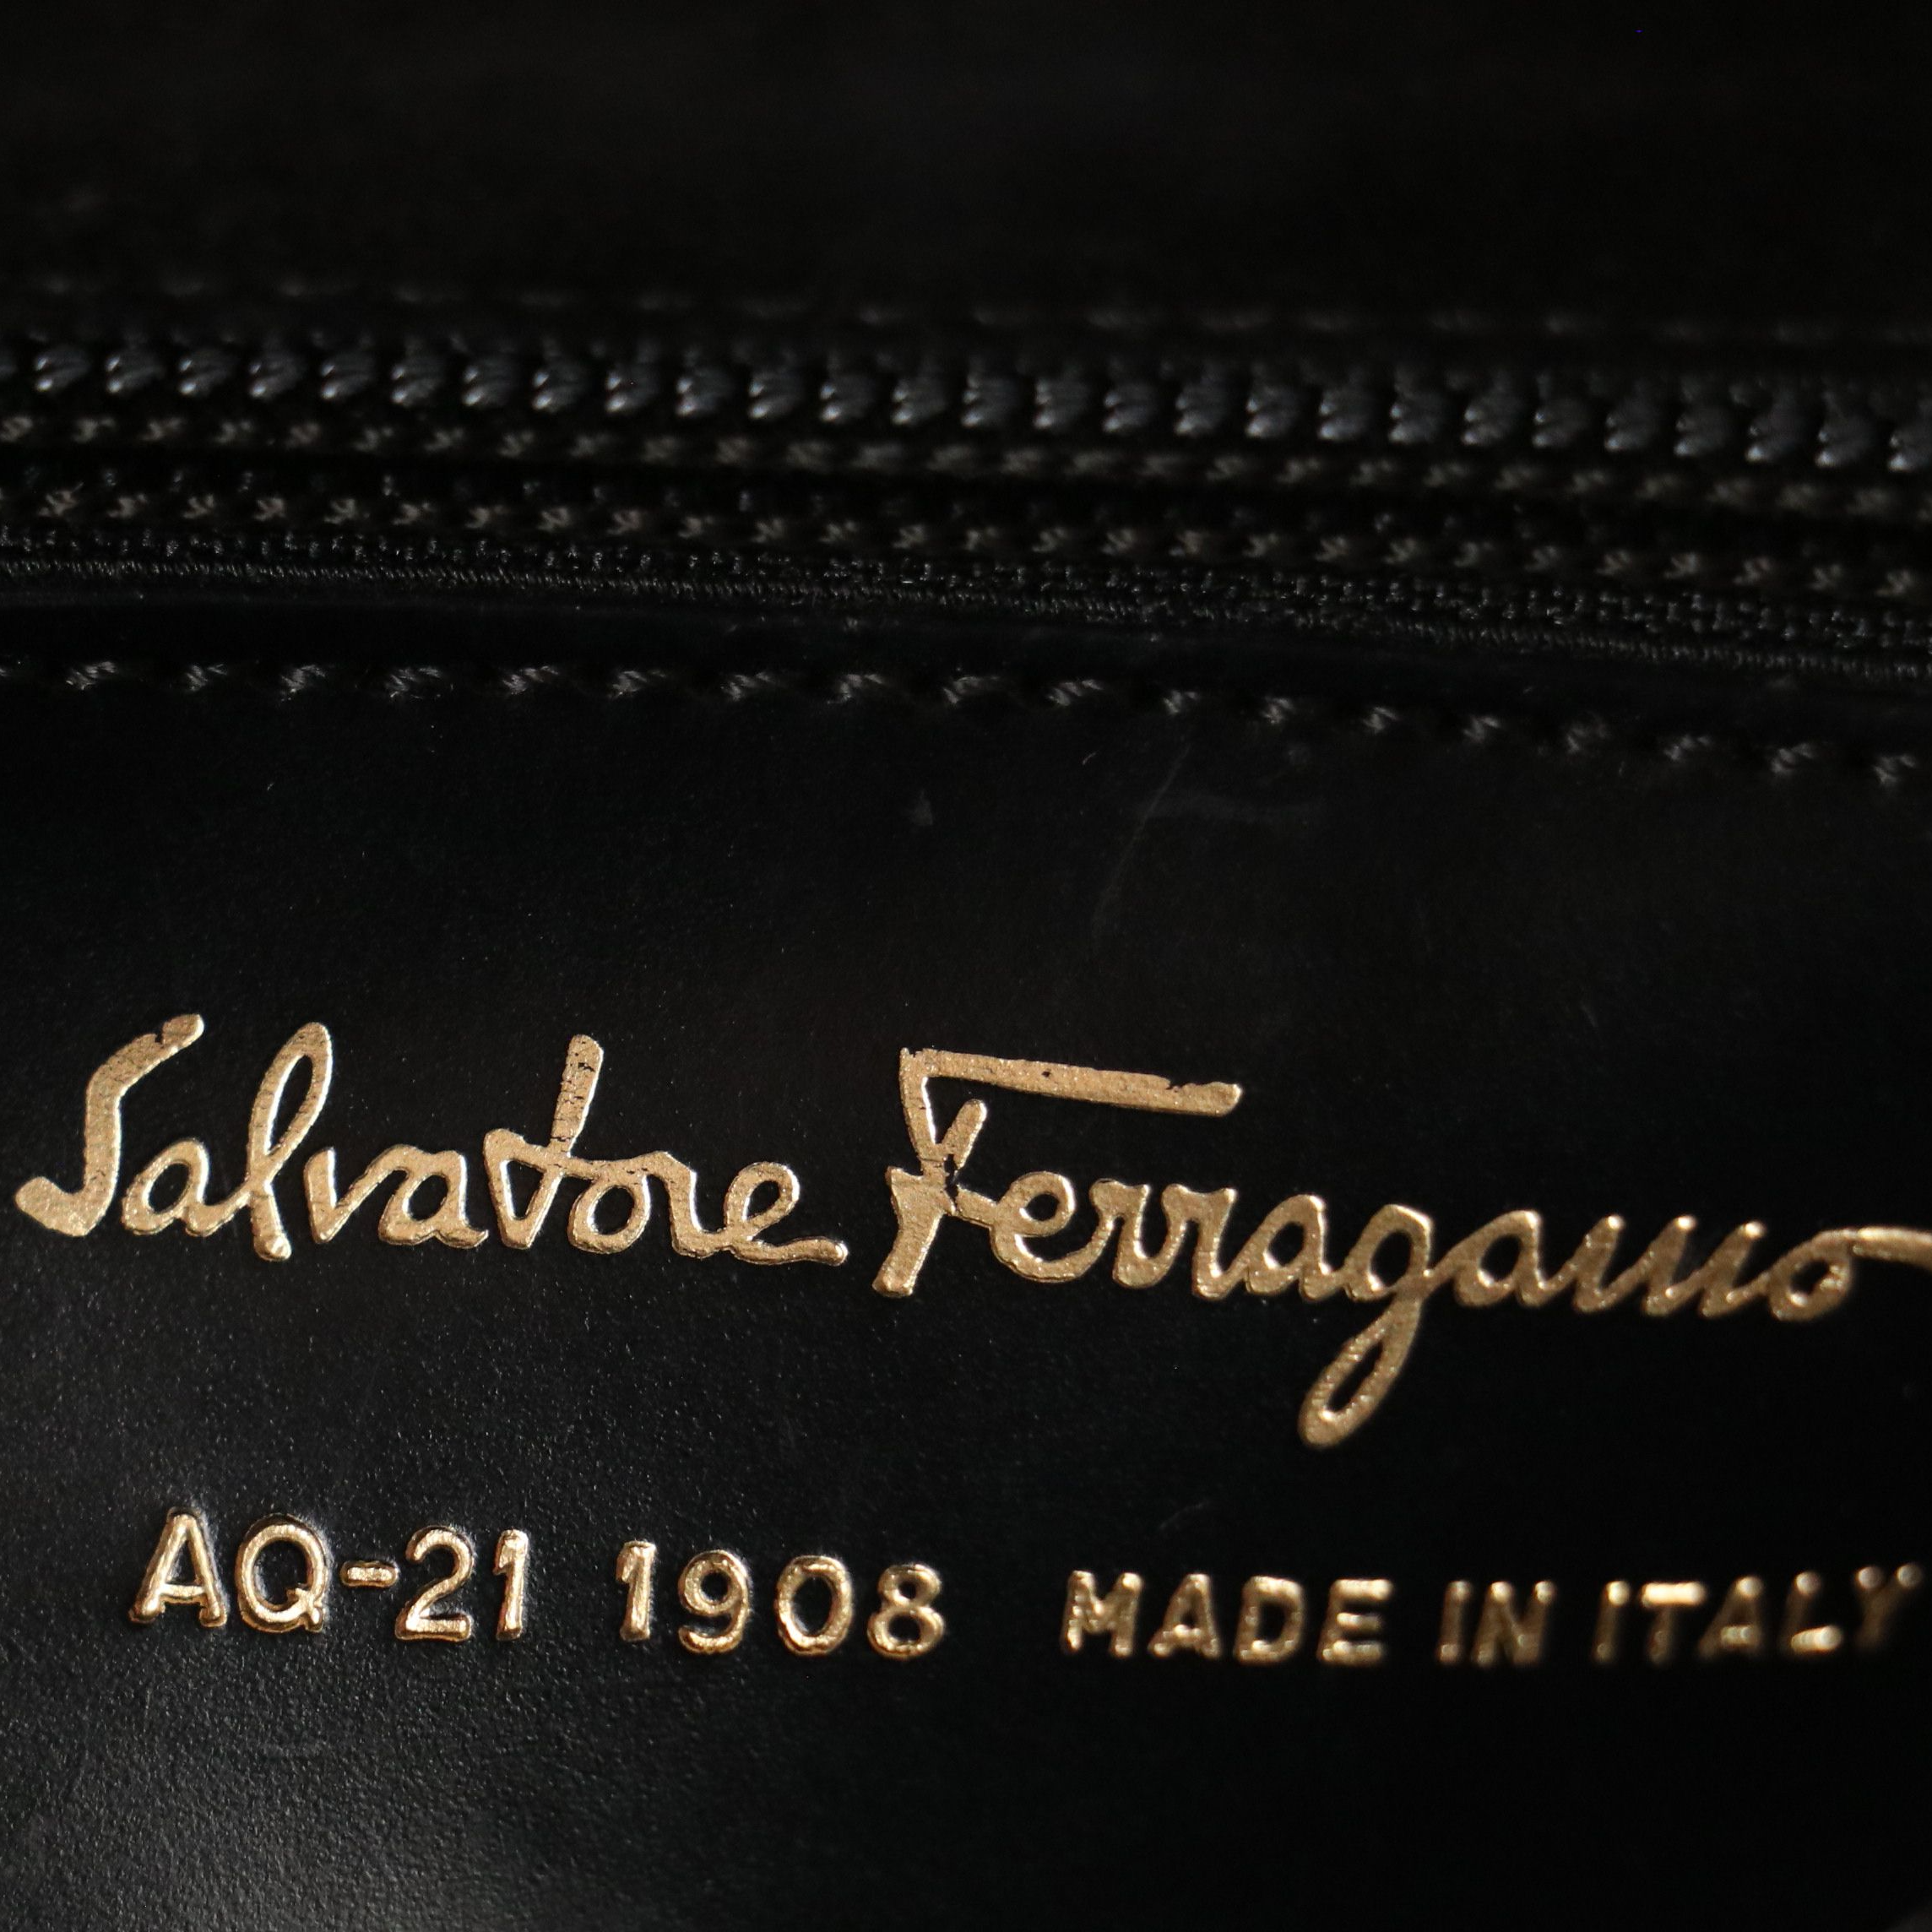 Salvatore Ferragamo
AQ-21 1908 MADE IN ITALY